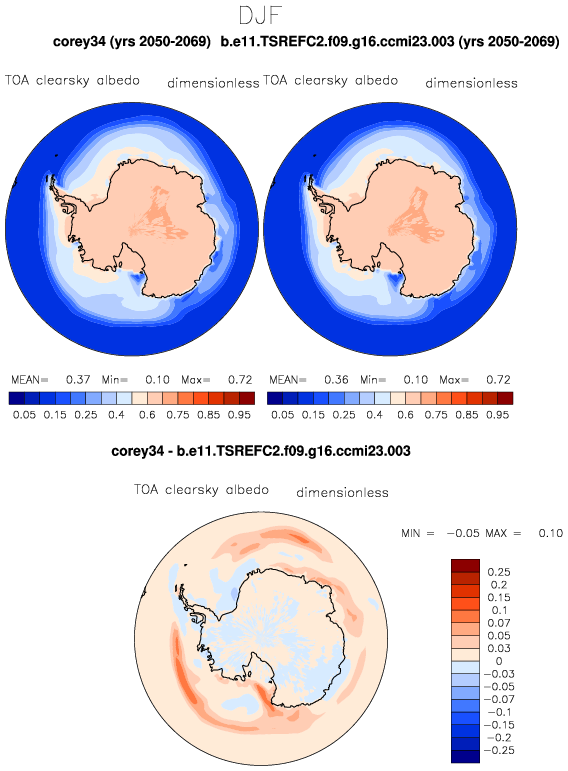 DJF
corey34 (yrs 2050-2069) b.e11.TSREFC2.f09.g16.ccmi23.003 (yrs 2050-2069)
TOA clearsky albedo dimensionless TOA clearsky albedo dimensionless
MEAN= 0.37 Min= 0.10 Max= 0.72 MEAN= 0.36 Min= 0.10 Max= 0.72
0.05 0.15 0.25 0.4 0.6 0.75 0.85 0.95 0.05 0.15 0.25 0.4 0.6 0.75 0.85 0.95
corey34 - b.e11.TSREFC2.f09.g16.ccmi23.003
TOA clearsky albedo dimensionless
MIN = -0.05 MAX = 0.10
0.25
0.2
0.15
0.1
0.07
0.05
0.03
0
-0.03
-0.05
-0.07
-0.1
-0.15
-0.2
-0.25